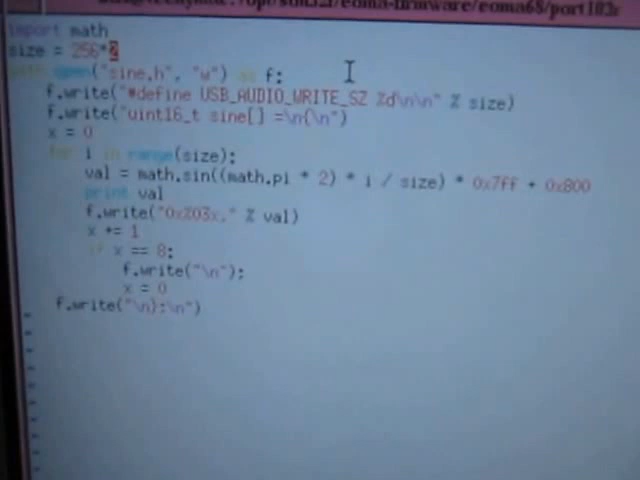 import math
size = 256*2
with open("sine.h", "w") as f:
f.write("#define USB_AUDIO_WRITE_SZ %d\n\n" % size)
f.write("uint16_t sine[] =\n{\n")
x = 0
for i in range(size):
val = math.sin((math.pi * 2) * i / size) * 0x7ff + 0x800
print val
f.write("0x%03x," % val)
x += 1
if x == 8:
f.write("\n");
x = 0
f.write("\n};\n")